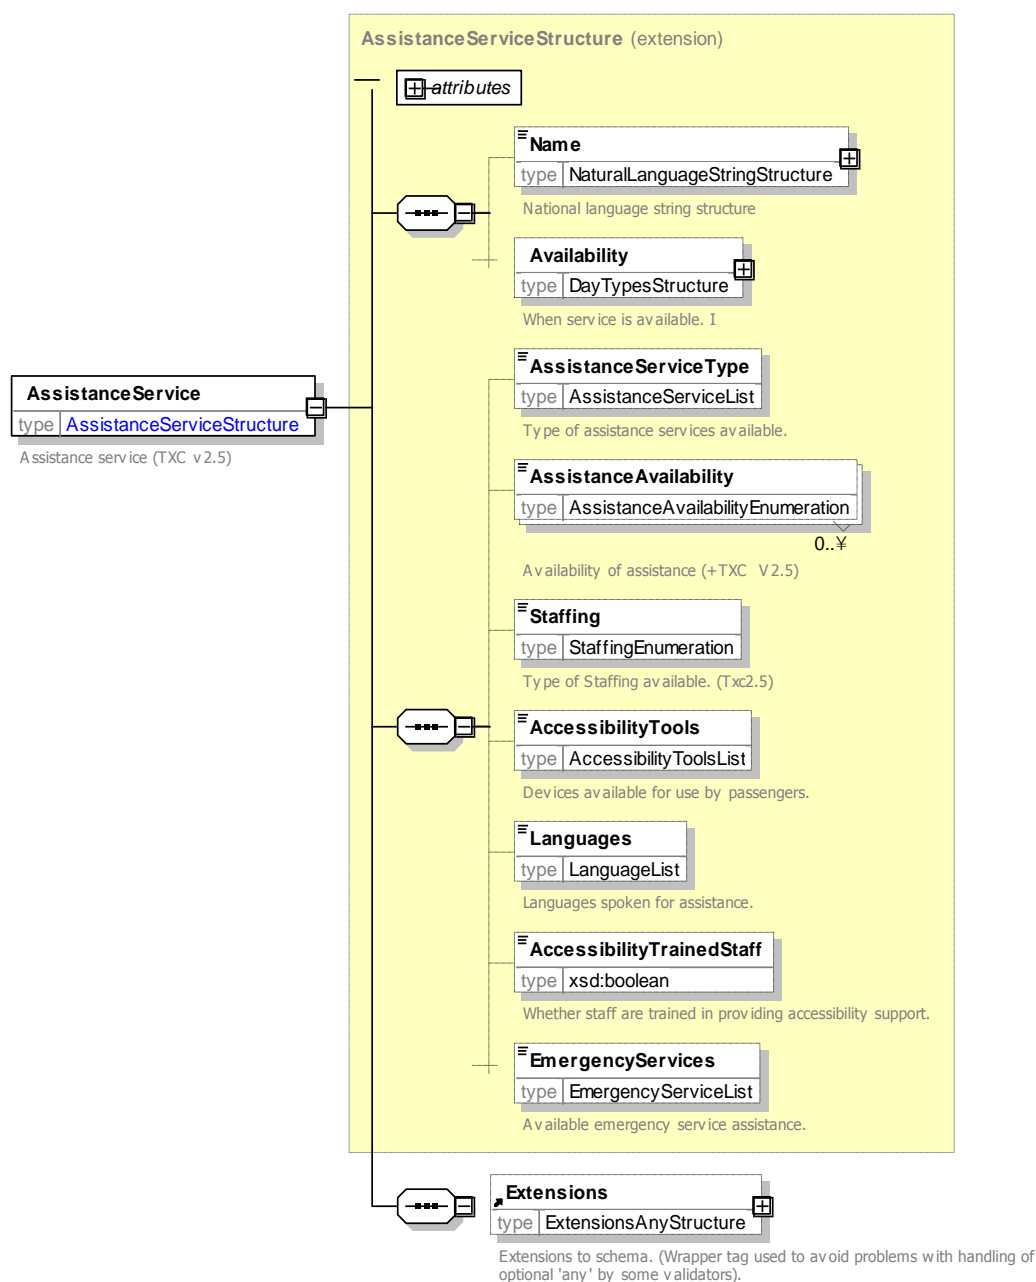 AssistanceServiceStructure (extension)
attributes
Name
type NaturalLanguageStringStructure
National language string structure
Availability
type DayTypesStructure
When service is available. I
AssistanceServiceType
type AssistanceServiceList
Type of assistance services available.
AssistanceService
type AssistanceServiceStructure
Assistance service (TXC v2.5)
AssistanceAvailability
type AssistanceAvailabilityEnumeration
0..¥
Availability of assistance (+TXC V2.5)
Staffing
type StaffingEnumeration
Type of Staffing available. (Txc2.5)
AccessibilityTools
type AccessibilityToolsList
Devices available for use by passengers.
Languages
type LanguageList
Languages spoken for assistance.
AccessibilityTrainedStaff
type xsd:boolean
Whether staff are trained in providing accessibility support.
EmergencyServices
type EmergencyServiceList
Available emergency service assistance.
Extensions
type ExtensionsAnyStructure
Extensions to schema. (Wrapper tag used to avoid problems with handling of
optional 'any' by some validators).